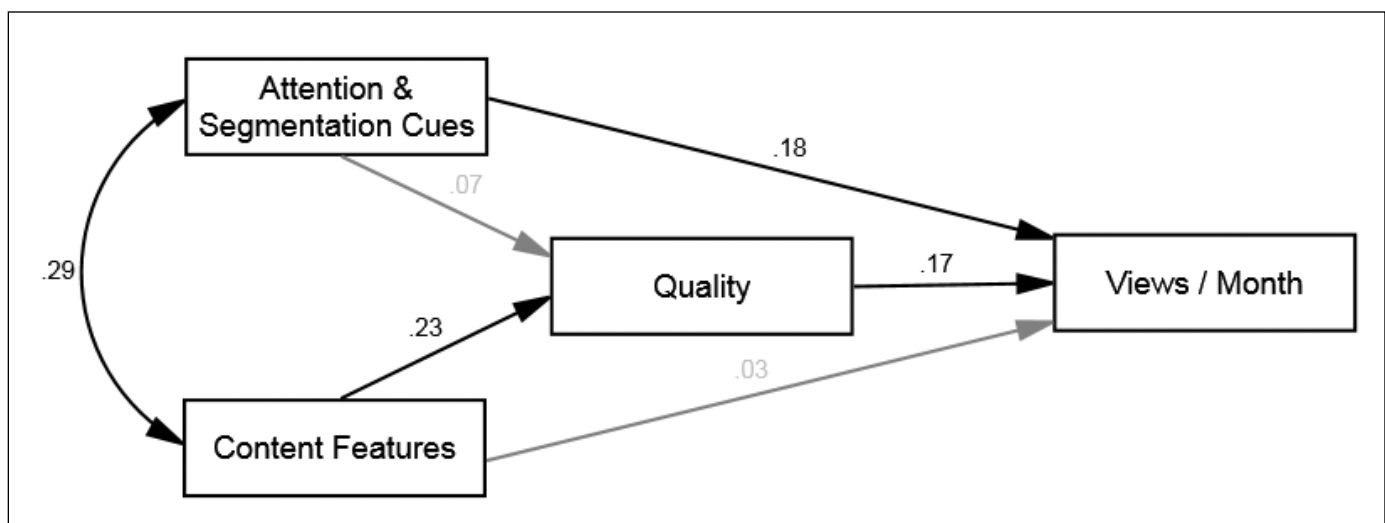 Attention &
Segmentation Cues
.18
.07
Quality
.17
Views / Month
.29
.23
.03
Content Features